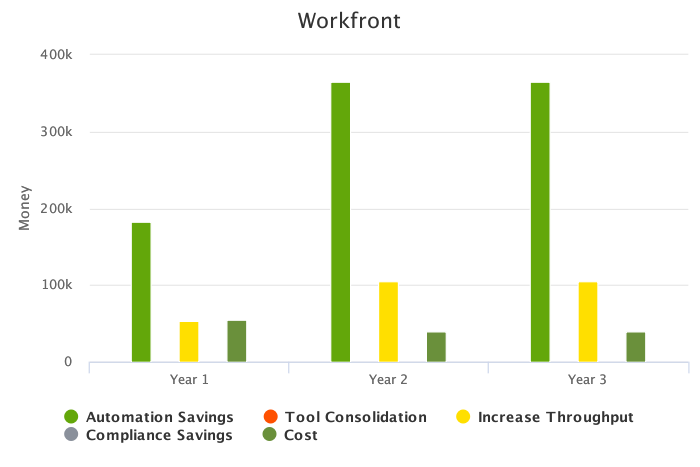 Workfront
400k
300k
200k
100k
0
Money
Year 1 Year 2 Year 3
Automation Savings Tool Consolidation Increase Throughput
Compliance Savings Cost